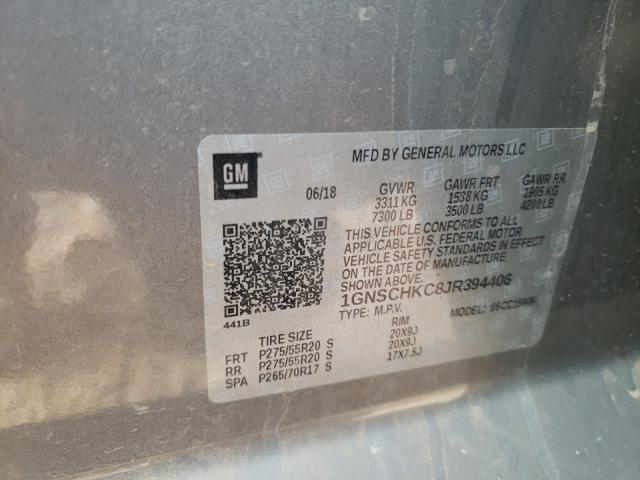 MFD BY GENERAL MOTORS LLC
GM
06/18 GVWR GAWR FRT GAWR RR
3311 KG 1538 KG 1905 KG
7300 LB 3500 LB 4200 LB
THIS VEHICLE CONFORMS TO ALL
APPLICABLE U.S. FEDERAL MOTOR
VEHICLE SAFETY STANDARDS IN EFFECT
ON THE DATE OF MANUFACTURE
1GNSCHKC8JR394406
TYPE: M.P.V. MODEL:
441B
TIRE SIZE RIM
FRT P275/55R20 S 20X9J
RR P275/55R20 S 20X9J
SPA P265/70R17 S 17X7.5J